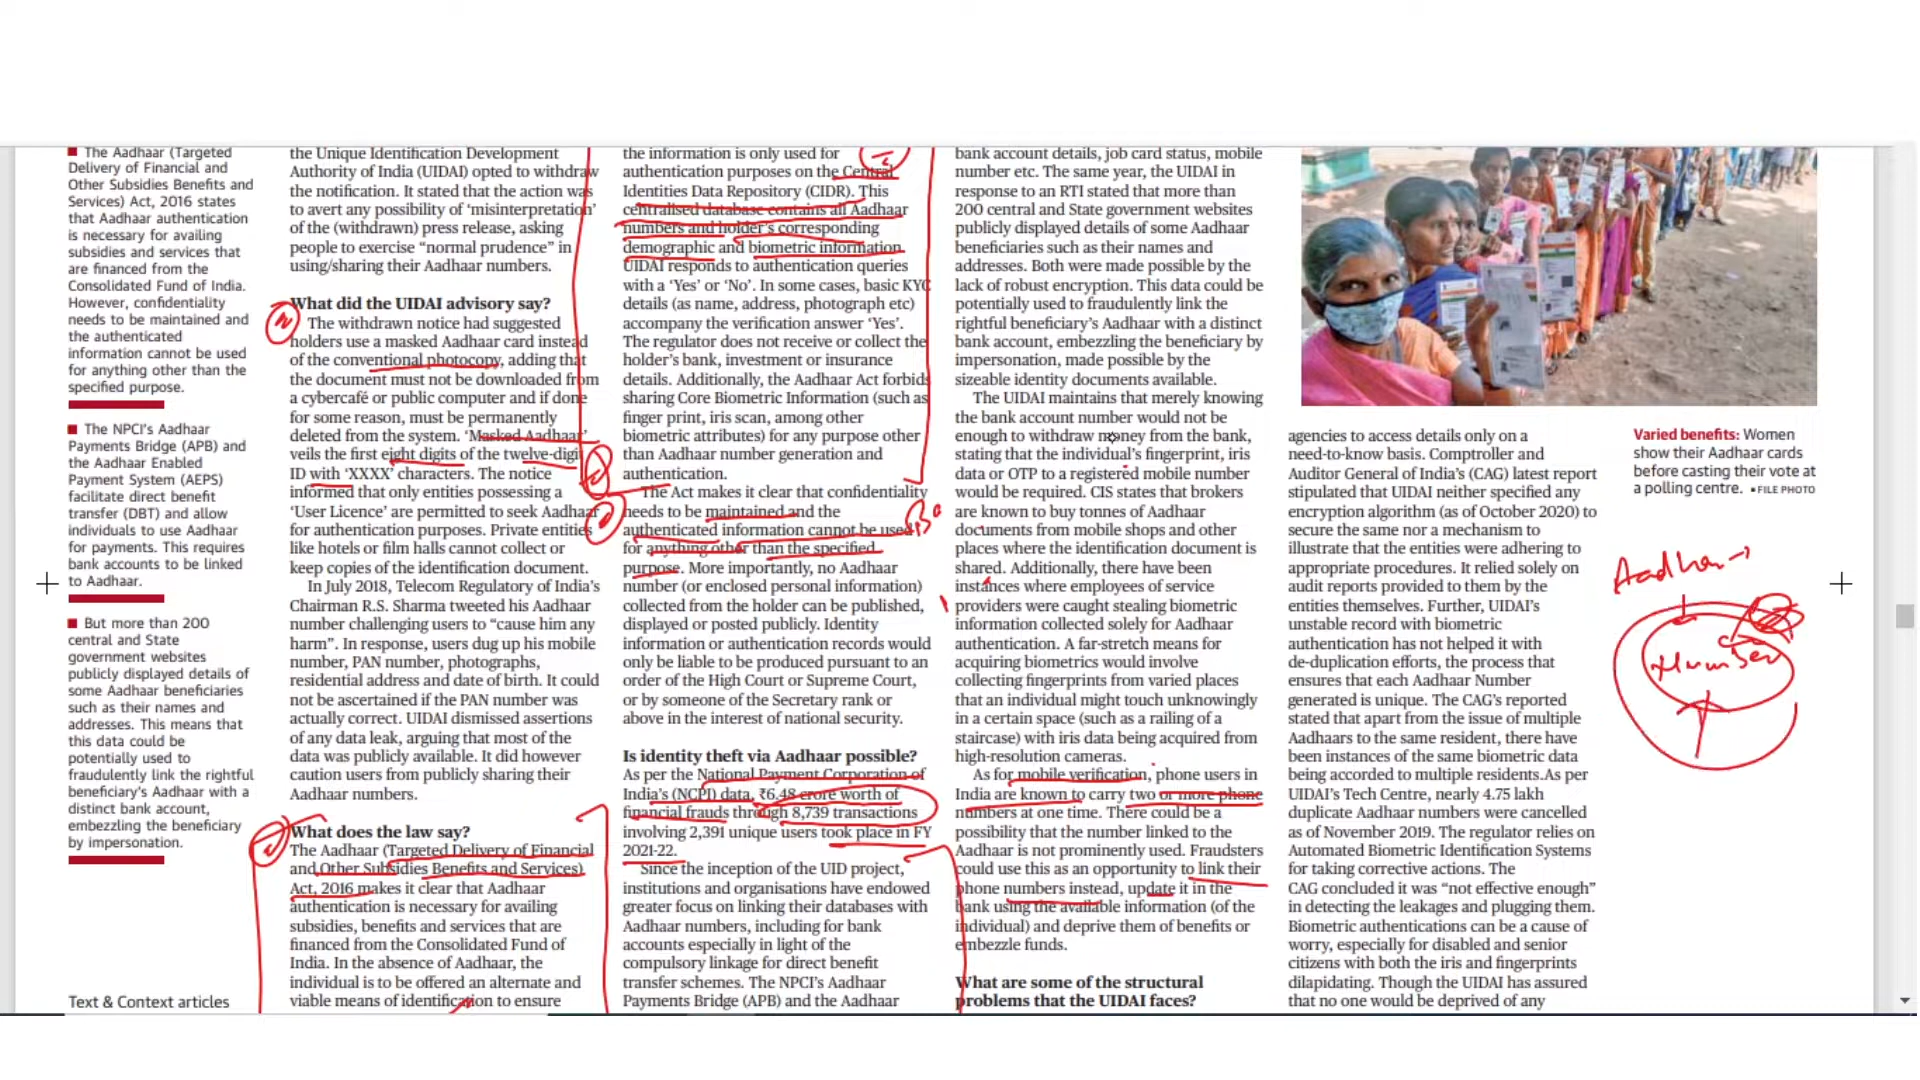 The Aadhaar (Targeted
Delivery of Financial and
Other Subsidies Benefits and
Services) Act, 2016 states
that Aadhaar authentication
is necessary for availing
subsidies and services that
are financed from the
Consolidated Fund of India.
However, confidentiality
needs to be maintained and
the authenticated
information cannot be used
for anything other than the
specified purpose.
The NPCI's Aadhaar
Payments Bridge (APB) and
the Aadhaar Enabled
Payment System (AEPS)
facilitate direct benefit
transfer (DBT) and allow
individuals to use Aadhaar
for payments. This requires
bank accounts to be linked
to Aadhaar.
But more than 200
central and State
government websites
publicly displayed details of
some Aadhaar beneficiaries
such as their names and
addresses. This means that
this data could be
potentially used to
fraudulently link the rightful
beneficiary's Aadhaar with a
distinct bank account,
embezzling the beneficiary
by impersonation.
Text & Context articles
the Unique Identification Development
Authority of India (UIDAI) opted to withdraw
the notification. It stated that the action was
to avert any possibility of ‘misinterpretation’
of the (withdrawn) press release, asking
people to exercise “normal prudence” in
using/sharing their Aadhaar numbers.
What did the UIDAI advisory say?
The withdrawn notice had suggested
holders use a masked Aadhaar card instead
of the conventional photocopy, adding that
the document must not be downloaded from
a cybercafé or public computer and if done
for some reason, must be permanently
deleted from the system. ‘Masked Aadhaar’
veils the first eight digits of the twelve-digit
ID with ‘XXXX’ characters. The notice
informed that only entities possessing a
‘User Licence’ are permitted to seek Aadhaar
for authentication purposes. Private entities
like hotels or film halls cannot collect or
keep copies of the identification document.
In July 2018, Telecom Regulatory of India's
Chairman R.S. Sharma tweeted his Aadhaar
number challenging users to “cause him any
harm”. In response, users dug up his mobile
number, PAN number, photographs,
residential address and date of birth. It could
not be ascertained if the PAN number was
actually correct. UIDAI dismissed assertions
of any data leak, arguing that most of the
data was publicly available. It did however
caution users from publicly sharing their
Aadhaar numbers.
What does the law say?
The Aadhaar (Targeted Delivery of Financial
and Other Subsidies Benefits and Services)
Act, 2016 makes it clear that Aadhaar
authentication is necessary for availing
subsidies, benefits and services that are
financed from the Consolidated Fund of
India. In the absence of Aadhaar, the
individual is to be offered an alternate and
viable means of identification to ensure
the information is only used for
authentication purposes on the Central
Identities Data Repository (CIDR). This
centralised database contains all Aadhaar
numbers and holder's corresponding
demographic and biometric information.
UIDAI responds to authentication queries
with a ‘Yes’ or ‘No’. In some cases, basic KYC
details (as name, address, photograph etc)
accompany the verification answer ‘Yes’.
The regulator does not receive or collect the
holder's bank, investment or insurance
details. Additionally, the Aadhaar Act forbids
sharing Core Biometric Information (such as
finger print, iris scan, among other
biometric attributes) for any purpose other
than Aadhaar number generation and
authentication.
The Act makes it clear that confidentiality
needs to be maintained and the
authenticated information cannot be used
for anything other than the specified
purpose. More importantly, no Aadhaar
number (or enclosed personal information)
collected from the holder can be published,
displayed or posted publicly. Identity
information or authentication records would
only be liable to be produced pursuant to an
order of the High Court or Supreme Court,
or by someone of the Secretary rank or
above in the interest of national security.
Is identity theft via Aadhaar possible?
As per the National Payment Corporation of
India's (NCPI) data, ₹6.48 crore worth of
financial frauds through 8,739 transactions
involving 2,391 unique users took place in FY
2021-22.
Since the inception of the UID project,
institutions and organisations have endowed
greater focus on linking their databases with
Aadhaar numbers, including for bank
accounts especially in light of the
compulsory linkage for direct benefit
transfer schemes. The NPCI's Aadhaar
Payments Bridge (APB) and the Aadhaar
bank account details, job card status, mobile
number etc. The same year, the UIDAI in
response to an RTI stated that more than
200 central and State government websites
publicly displayed details of some Aadhaar
beneficiaries such as their names and
addresses. Both were made possible by the
lack of robust encryption. This data could be
potentially used to fraudulently link the
rightful beneficiary's Aadhaar with a distinct
bank account, embezzling the beneficiary by
impersonation, made possible by the
sizeable identity documents available.
The UIDAI maintains that merely knowing
the bank account number would not be
enough to withdraw money from the bank,
stating that the individual's fingerprint, iris
data or OTP to a registered mobile number
would be required. CIS states that brokers
are known to buy tonnes of Aadhaar
documents from mobile shops and other
places where the identification document is
shared. Additionally, there have been
instances where employees of service
providers were caught stealing biometric
information collected solely for Aadhaar
authentication. A far-stretch means for
acquiring biometrics would involve
collecting fingerprints from varied places
that an individual might touch unknowingly
in a certain space (such as a railing of a
staircase) with iris data being acquired from
high-resolution cameras.
As for mobile verification, phone users in
India are known to carry two or more phone
numbers at one time. There could be a
possibility that the number linked to the
Aadhaar is not prominently used. Fraudsters
could use this as an opportunity to link their
phone numbers instead, update it in the
bank using the available information (of the
individual) and deprive them of benefits or
embezzle funds.
What are some of the structural
problems that the UIDAI faces?
agencies to access details only on a
need-to-know basis. Comptroller and
Auditor General of India's (CAG) latest report
stipulated that UIDAI neither specified any
encryption algorithm (as of October 2020) to
secure the same nor a mechanism to
illustrate that the entities were adhering to
appropriate procedures. It relied solely on
audit reports provided to them by the
entities themselves. Further, UIDAI's
unstable record with biometric
authentication has not helped it with
de-duplication efforts, the process that
ensures that each Aadhaar Number
generated is unique. The CAG's reported
stated that apart from the issue of multiple
Aadhaars to the same resident, there have
been instances of the same biometric data
being accorded to multiple residents.As per
UIDAI's Tech Centre, nearly 4.75 lakh
duplicate Aadhaar numbers were cancelled
as of November 2019. The regulator relies on
Automated Biometric Identification Systems
for taking corrective actions. The
CAG concluded it was “not effective enough”
in detecting the leakages and plugging them.
Biometric authentications can be a cause of
worry, especially for disabled and senior
citizens with both the iris and fingerprints
dilapidating. Though the UIDAI has assured
that no one would be deprived of any
Varied benefits: Women
show their Aadhaar cards
before casting their vote at
a polling centre. FILE PHOTO
Number